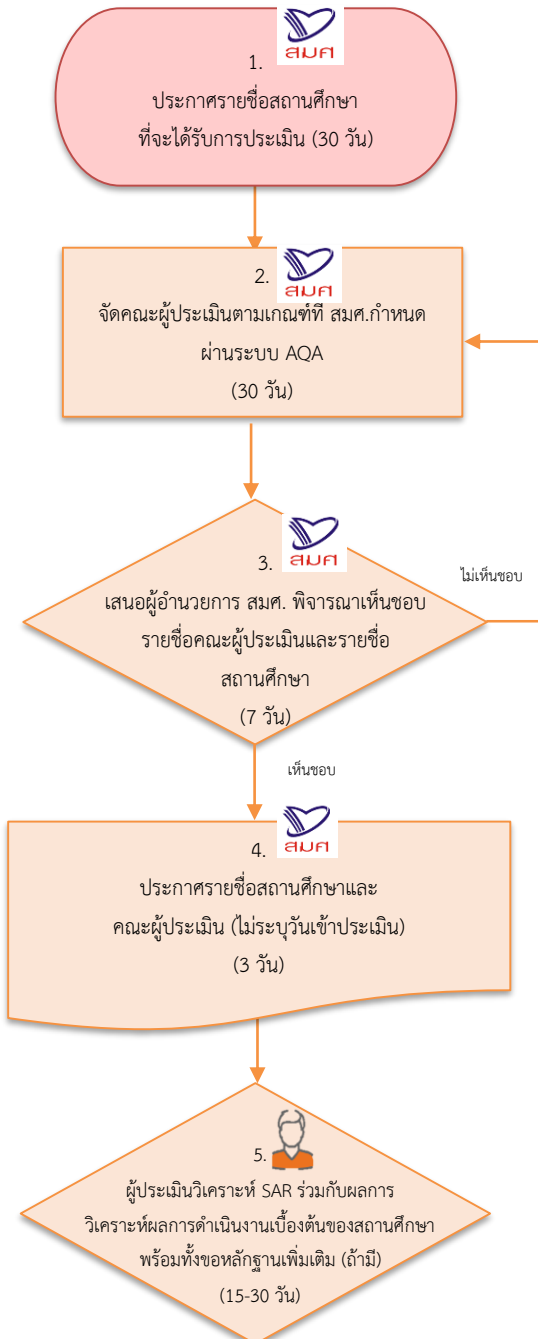 สมศ
1.
ประกาศรายชื่อสถานศึกษา
ที่จะได้รับการประเมิน (30 วัน)
สมศ
2.
จัดคณะผู้ประเมินตามเกณฑ์ที่ สมศ.กำหนด
ผ่านระบบ AQA
(30 วัน)
สมศ
3.
เสนอผู้อำนวยการ สมศ. พิจารณาเห็นชอบ
รายชื่อคณะผู้ประเมินและรายชื่อ
สถานศึกษา
(7 วัน)
ไม่เห็นชอบ
เห็นชอบ
สมศ
4.
ประกาศรายชื่อสถานศึกษาและ
คณะผู้ประเมิน (ไม่ระบุวันเข้าประเมิน)
(3 วัน)
5.
ผู้ประเมินวิเคราะห์ SAR ร่วมกับผลการ
วิเคราะห์ผลการดำเนินงานเบื้องต้นของสถานศึกษา
พร้อมทั้งขอหลักฐานเพิ่มเติม (ถ้ามี)
(15-30 วัน)